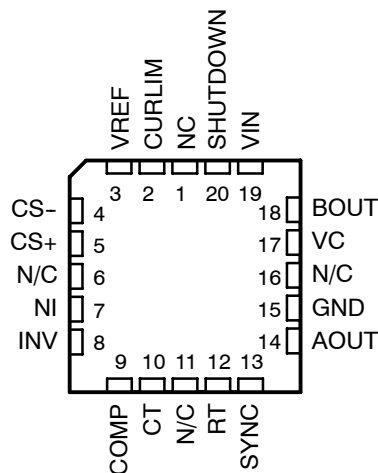 VREF
CURLIM
NC
SHUTDOWN
VIN
3 2 1 20 19
CS– 4
CS+ 5
N/C 6
NI 7
INV 8
18 BOUT
17 VC
16 N/C
15 GND
14 AOUT
9 10 11 12 13
COMP
CT
N/C
RT
SYNC